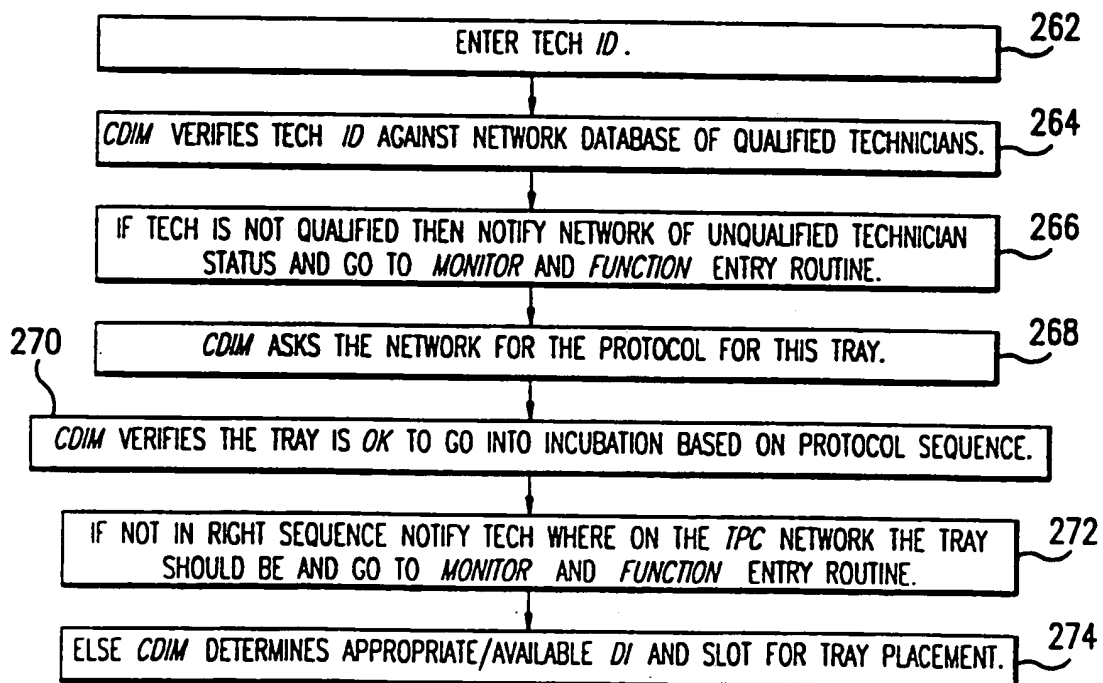 262
ENTER TECH ID.
264
CDIM VERIFIES TECH ID AGAINST NETWORK DATABASE OF QUALIFIED TECHNICIANS.
266
IF TECH IS NOT QUALIFIED THEN NOTIFY NETWORK OF UNQUALIFIED TECHNICIAN
STATUS AND GO TO MONITOR AND FUNCTION ENTRY ROUTINE.
268
CDIM ASKS THE NETWORK FOR THE PROTOCOL FOR THIS TRAY.
270
CDIM VERIFIES THE TRAY IS OK TO GO INTO INCUBATION BASED ON PROTOCOL SEQUENCE.
272
IF NOT IN RIGHT SEQUENCE NOTIFY TECH WHERE ON THE TPC NETWORK THE TRAY
SHOULD BE AND GO TO MONITOR AND FUNCTION ENTRY ROUTINE.
274
ELSE CDIM DETERMINES APPROPRIATE/AVAILABLE DI AND SLOT FOR TRAY PLACEMENT.